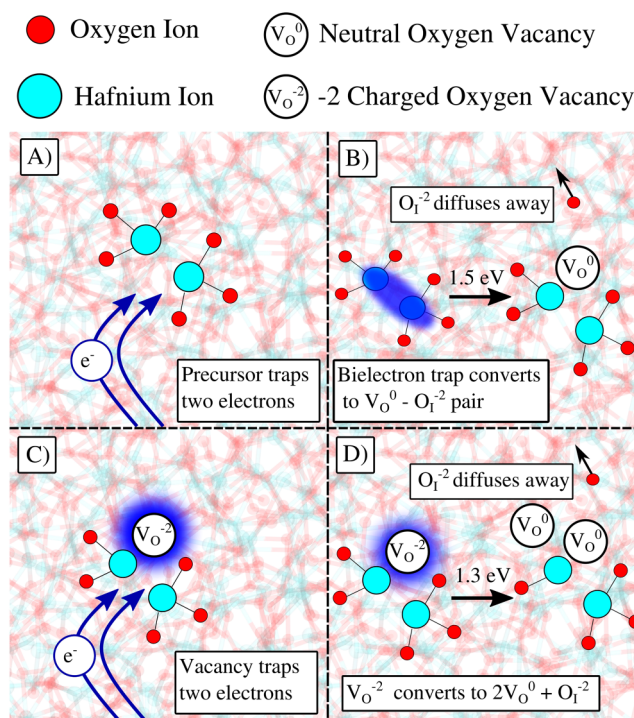 Oxygen Ion
V_O^0 Neutral Oxygen Vacancy
Hafnium Ion
V_O^-2 -2 Charged Oxygen Vacancy
A)
e-
Precursor traps
two electrons
B)
O_I^-2 diffuses away
1.5 eV
V_O^0
Bielectron trap converts
to V_O^0 - O_I^-2 pair
C)
V_O^-2
e-
Vacancy traps
two electrons
D)
O_I^-2 diffuses away
V_O^0
V_O^0
V_O^-2
1.3 eV
V_O^-2 converts to 2V_O^0 + O_I^-2